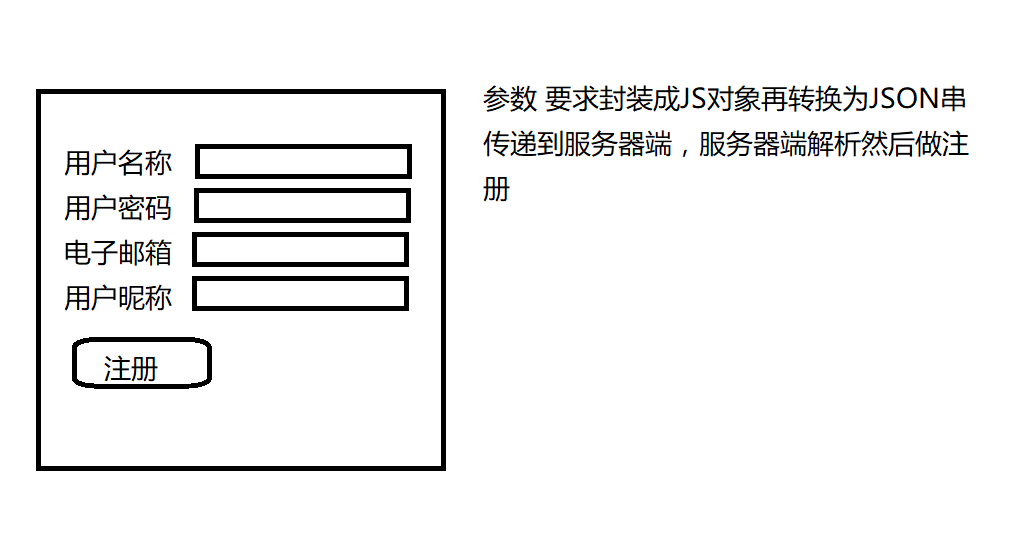 用户名称
用户密码
电子邮箱
用户昵称
注册
参数 要求封装成JS对象再转换为JSON串
传递到服务器端，服务器端解析然后做注
册